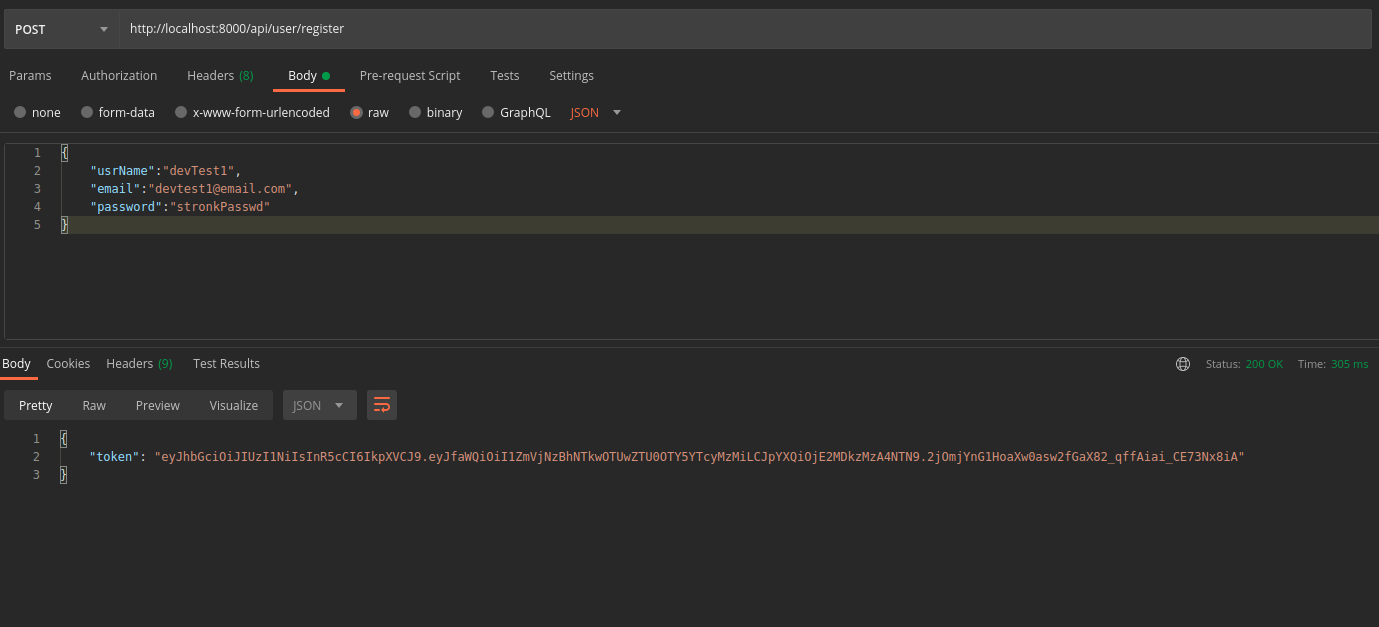 POST http://localhost:8000/api/user/register
Params Authorization Headers (8) Body Pre-request Script Tests Settings
none form-data x-www-form-urlencoded raw binary GraphQL JSON
1 {
2 "usrName":"devTest1",
3 "email":"devtest1@email.com",
4 "password":"stronkPasswd"
5 }
Body Cookies Headers (9) Test Results Status: 200 OK Time: 305 ms
Pretty Raw Preview Visualize JSON
1 {
2 "token": "eyJhbGciOiJIUzI1NiIsInR5cCI6IkpXVCJ9.eyJfaWQiOiI1ZmVjNzBhNTkwOTUwZTU0OTY5YTcyMzMiLCJpYXQiOjE2MDkzMzA4NTN9.2jOmjYnG1HoaXw0asw2fGaX82_qffAiai_CE73Nx8iA"
3 }